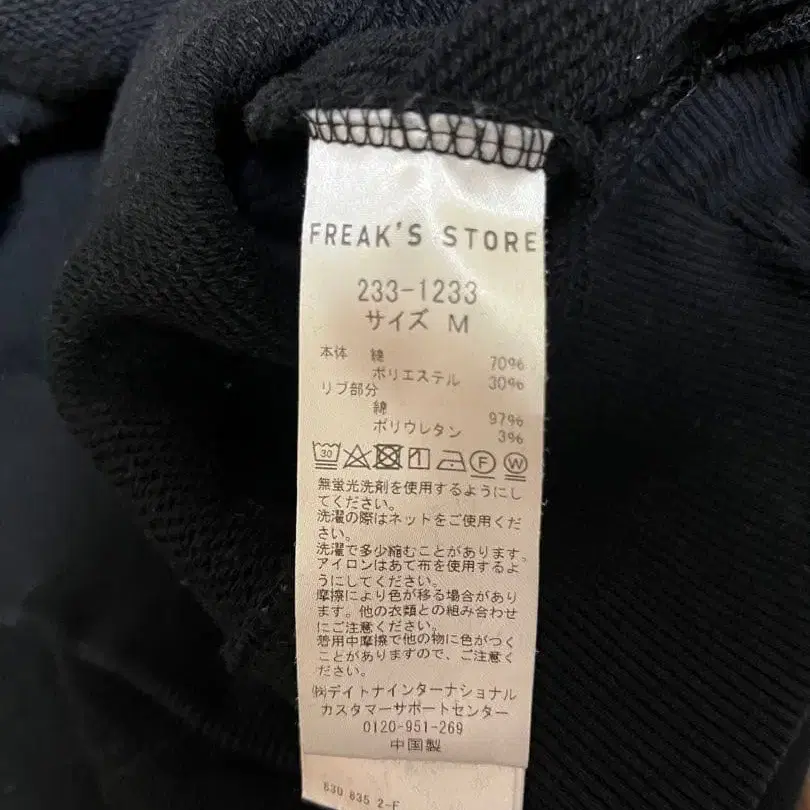 FREAK'S STORE
233-1233
サイズ M
本体 綿 70%
ポリエステル 30%
リブ部分
綿 97%
ポリウレタン 3%
30 F W
無蛍光洗剤を使用するようにし
てください。
洗濯の際はネットをご使用くだ
さい。
洗濯で多少縮むことがあります。
アイロンはあて布を使用するよ
うにしてください。
摩擦により色が移る場合があり
ます。他の衣類との組み合わせ
にご注意ください。
着用中摩擦で他の物に色がつく
ことがありますので、ご注意くだ
さい。
㈱デイトナインターナショナル
カスタマーサポートセンター
0120-951-269
中国製
630 835 2-F